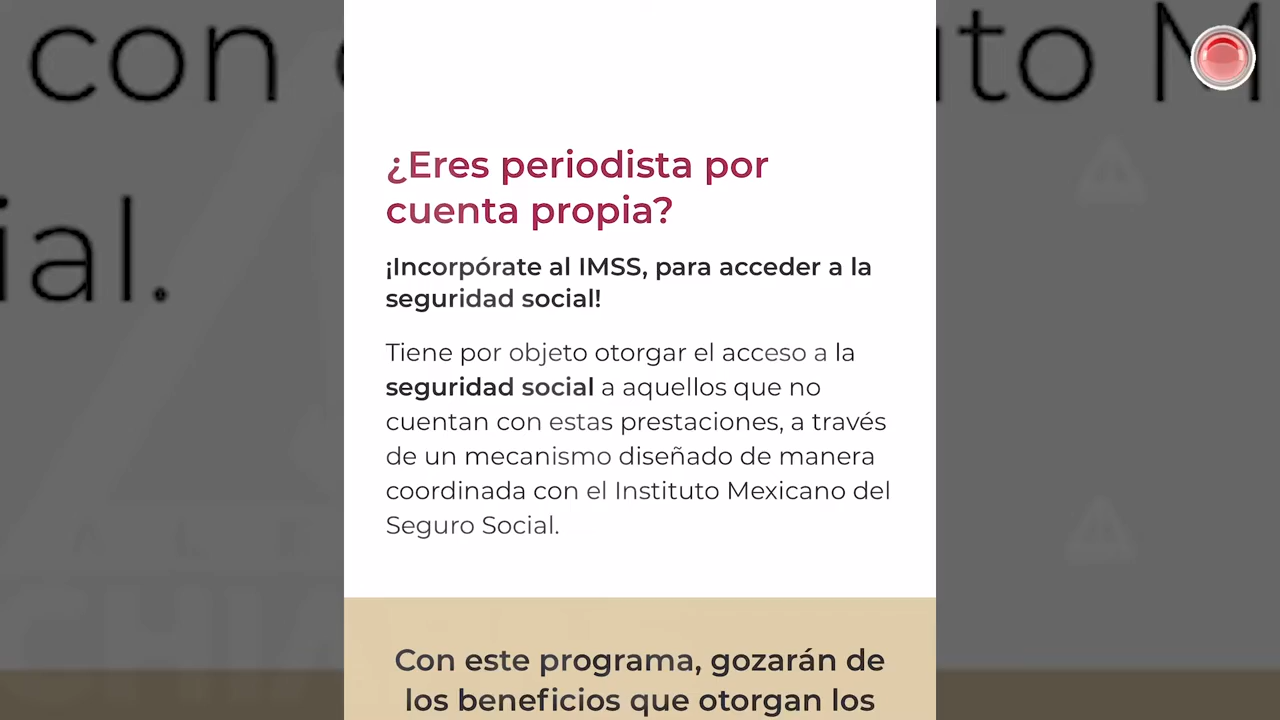 ¿Eres periodista por
cuenta propia?
¡Incorpórate al IMSS, para acceder a la
seguridad social!
Tiene por objeto otorgar el acceso a la
seguridad social a aquellos que no
cuentan con estas prestaciones, a través
de un mecanismo diseñado de manera
coordinada con el Instituto Mexicano del
Seguro Social.
Con este programa, gozarán de
los beneficios que otorgan los